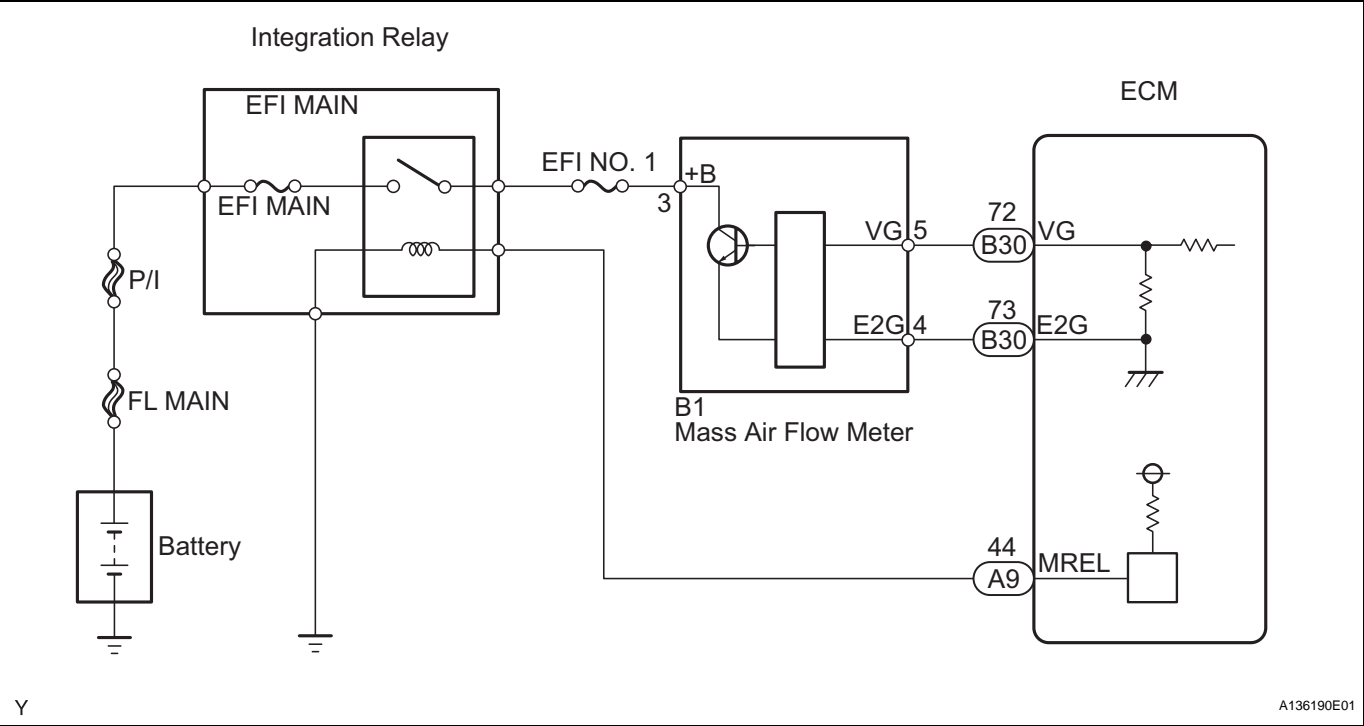 Integration Relay
ECM
EFI MAIN
EFI NO. 1
+B
3
EFI MAIN
VG 5
72
B30
VG
P/I
E2G 4
73
B30
E2G
FL MAIN
B1
Mass Air Flow Meter
Battery
44
A9
MREL
Y
A136190E01